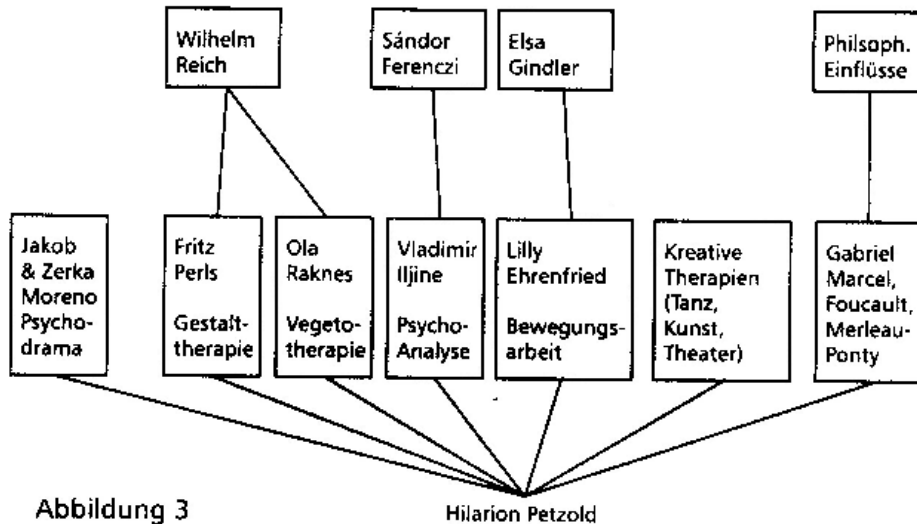 Wilhelm
Reich
Sándor
Ferenczi
Elsa
Gindler
Philsoph.
Einflüsse
Jakob
& Zerka
Moreno
Psycho-
drama
Fritz
Perls
Gestalt-
therapie
Ola
Raknes
Vegeto-
therapie
Vladimir
Iljine
Psycho-
Analyse
Lilly
Ehrenfried
Bewegungs-
arbeit
Kreative
Therapien
(Tanz,
Kunst,
Theater)
Gabriel
Marcel,
Foucault,
Merleau-
Ponty
Abbildung 3
Hilarion Petzold